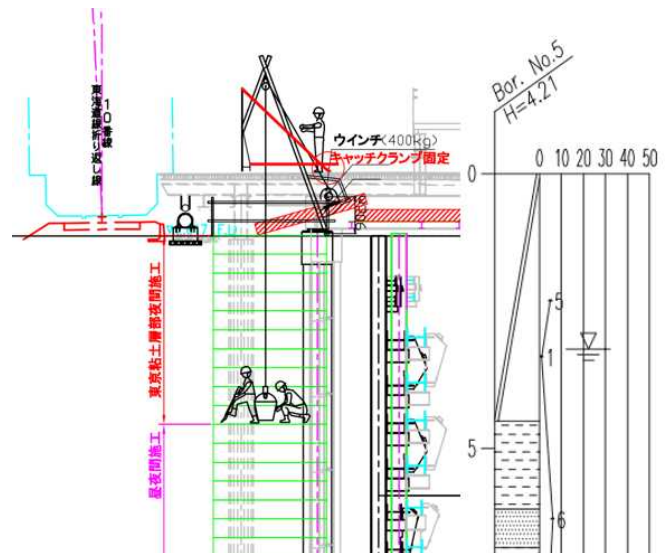 10番線
東海道線折り返し線
ウインチ(400kg)
キャッチクランプ固定
東京粘土層部夜間施工
昼夜間施工
Bor. No.5
H=4.21
0 10 20 30 40 50
0
5
1
5
6